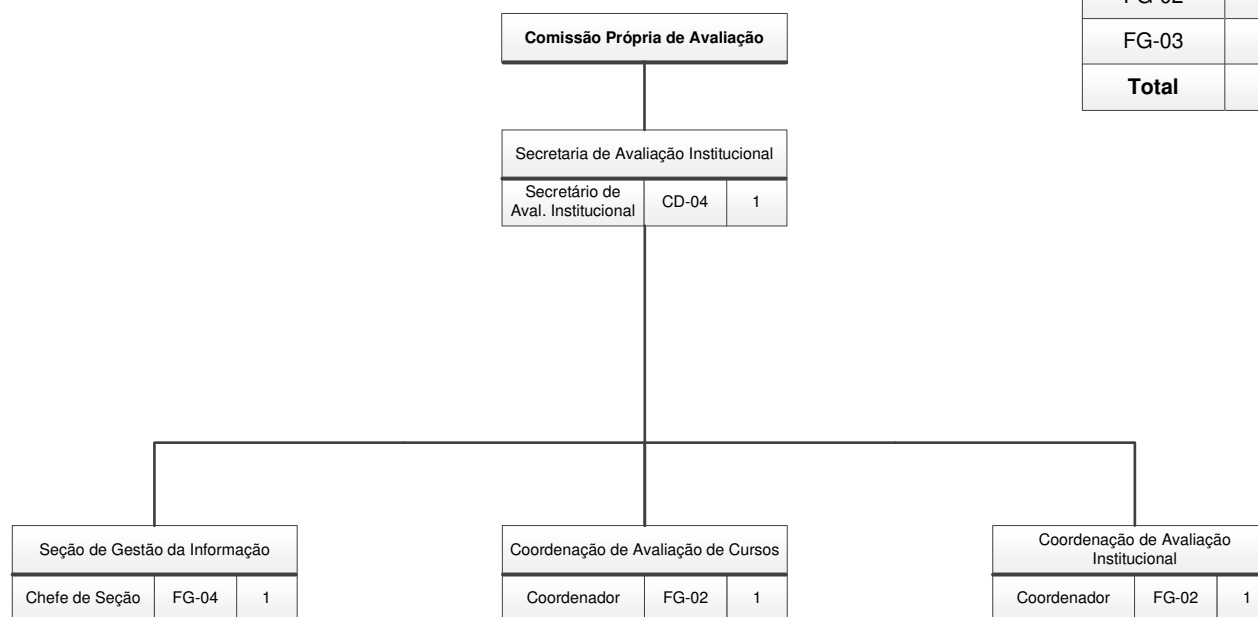 FG-02
FG-03
Total
Comissão Própria de Avaliação
Secretaria de Avaliação Institucional
Secretário de
Aval. Institucional
CD-04
1
Seção de Gestão da Informação
Chefe de Seção
FG-04
1
Coordenação de Avaliação de Cursos
Coordenador
FG-02
1
Coordenação de Avaliação
Institucional
Coordenador
FG-02
1